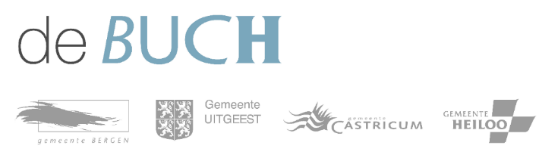 de BUCH
gemeente BERGEN
Gemeente
UITGEEST
gemeente
CASTRICUM
GEMEENTE
HEILOO